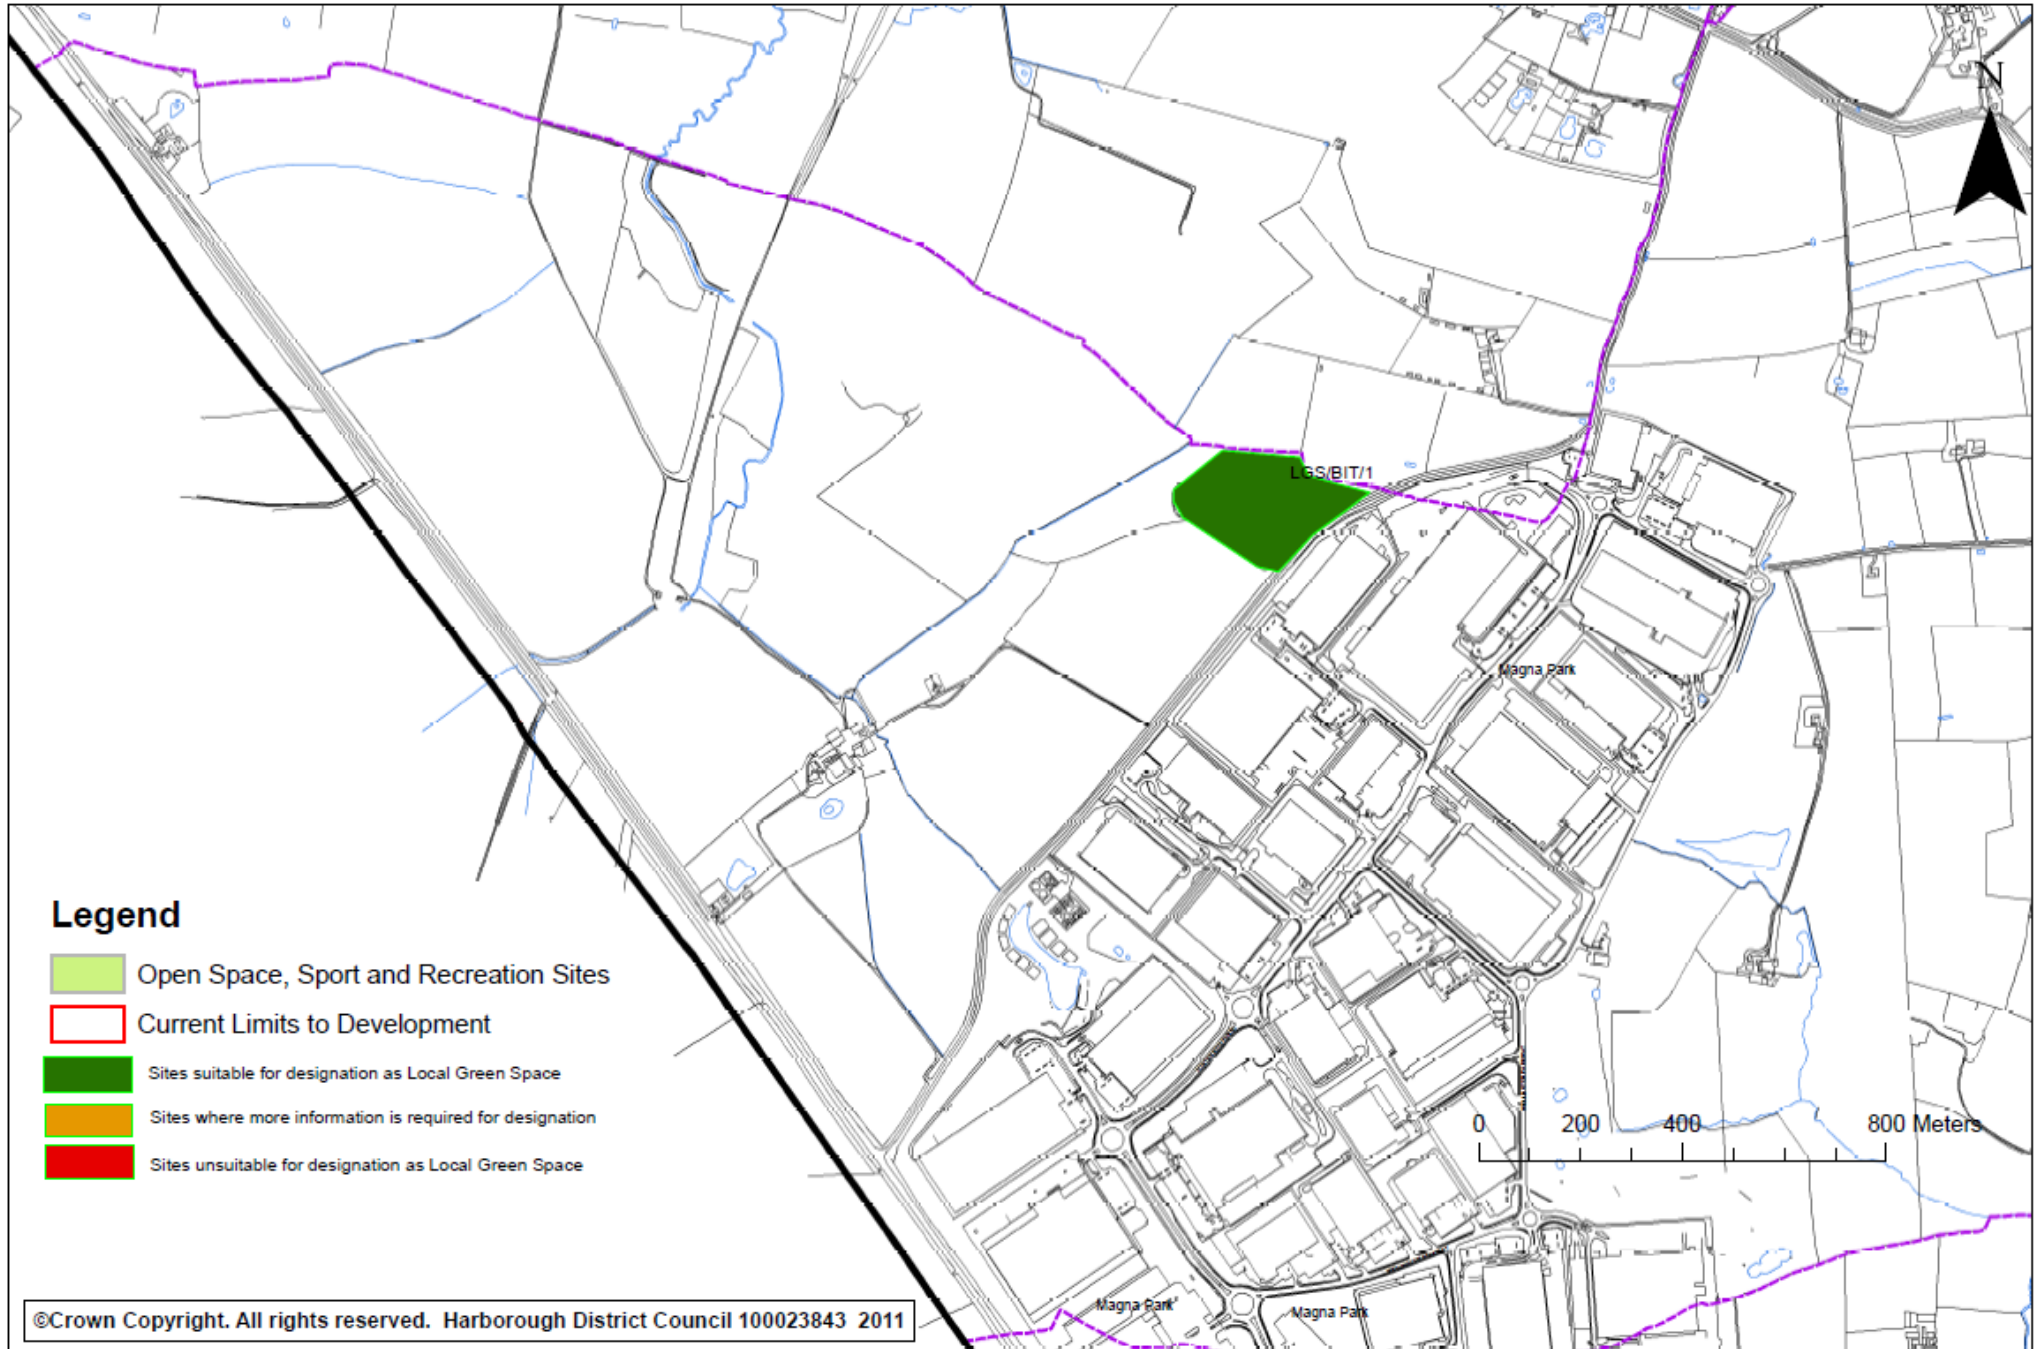 N
LGS/BIT/1
Magna Park
Legend
Open Space, Sport and Recreation Sites
Current Limits to Development
Sites suitable for designation as Local Green Space
Sites where more information is required for designation
Sites unsuitable for designation as Local Green Space
0 200 400 800 Meters
Magna Park
Magna Park
©Crown Copyright. All rights reserved. Harborough District Council 100023843 2011